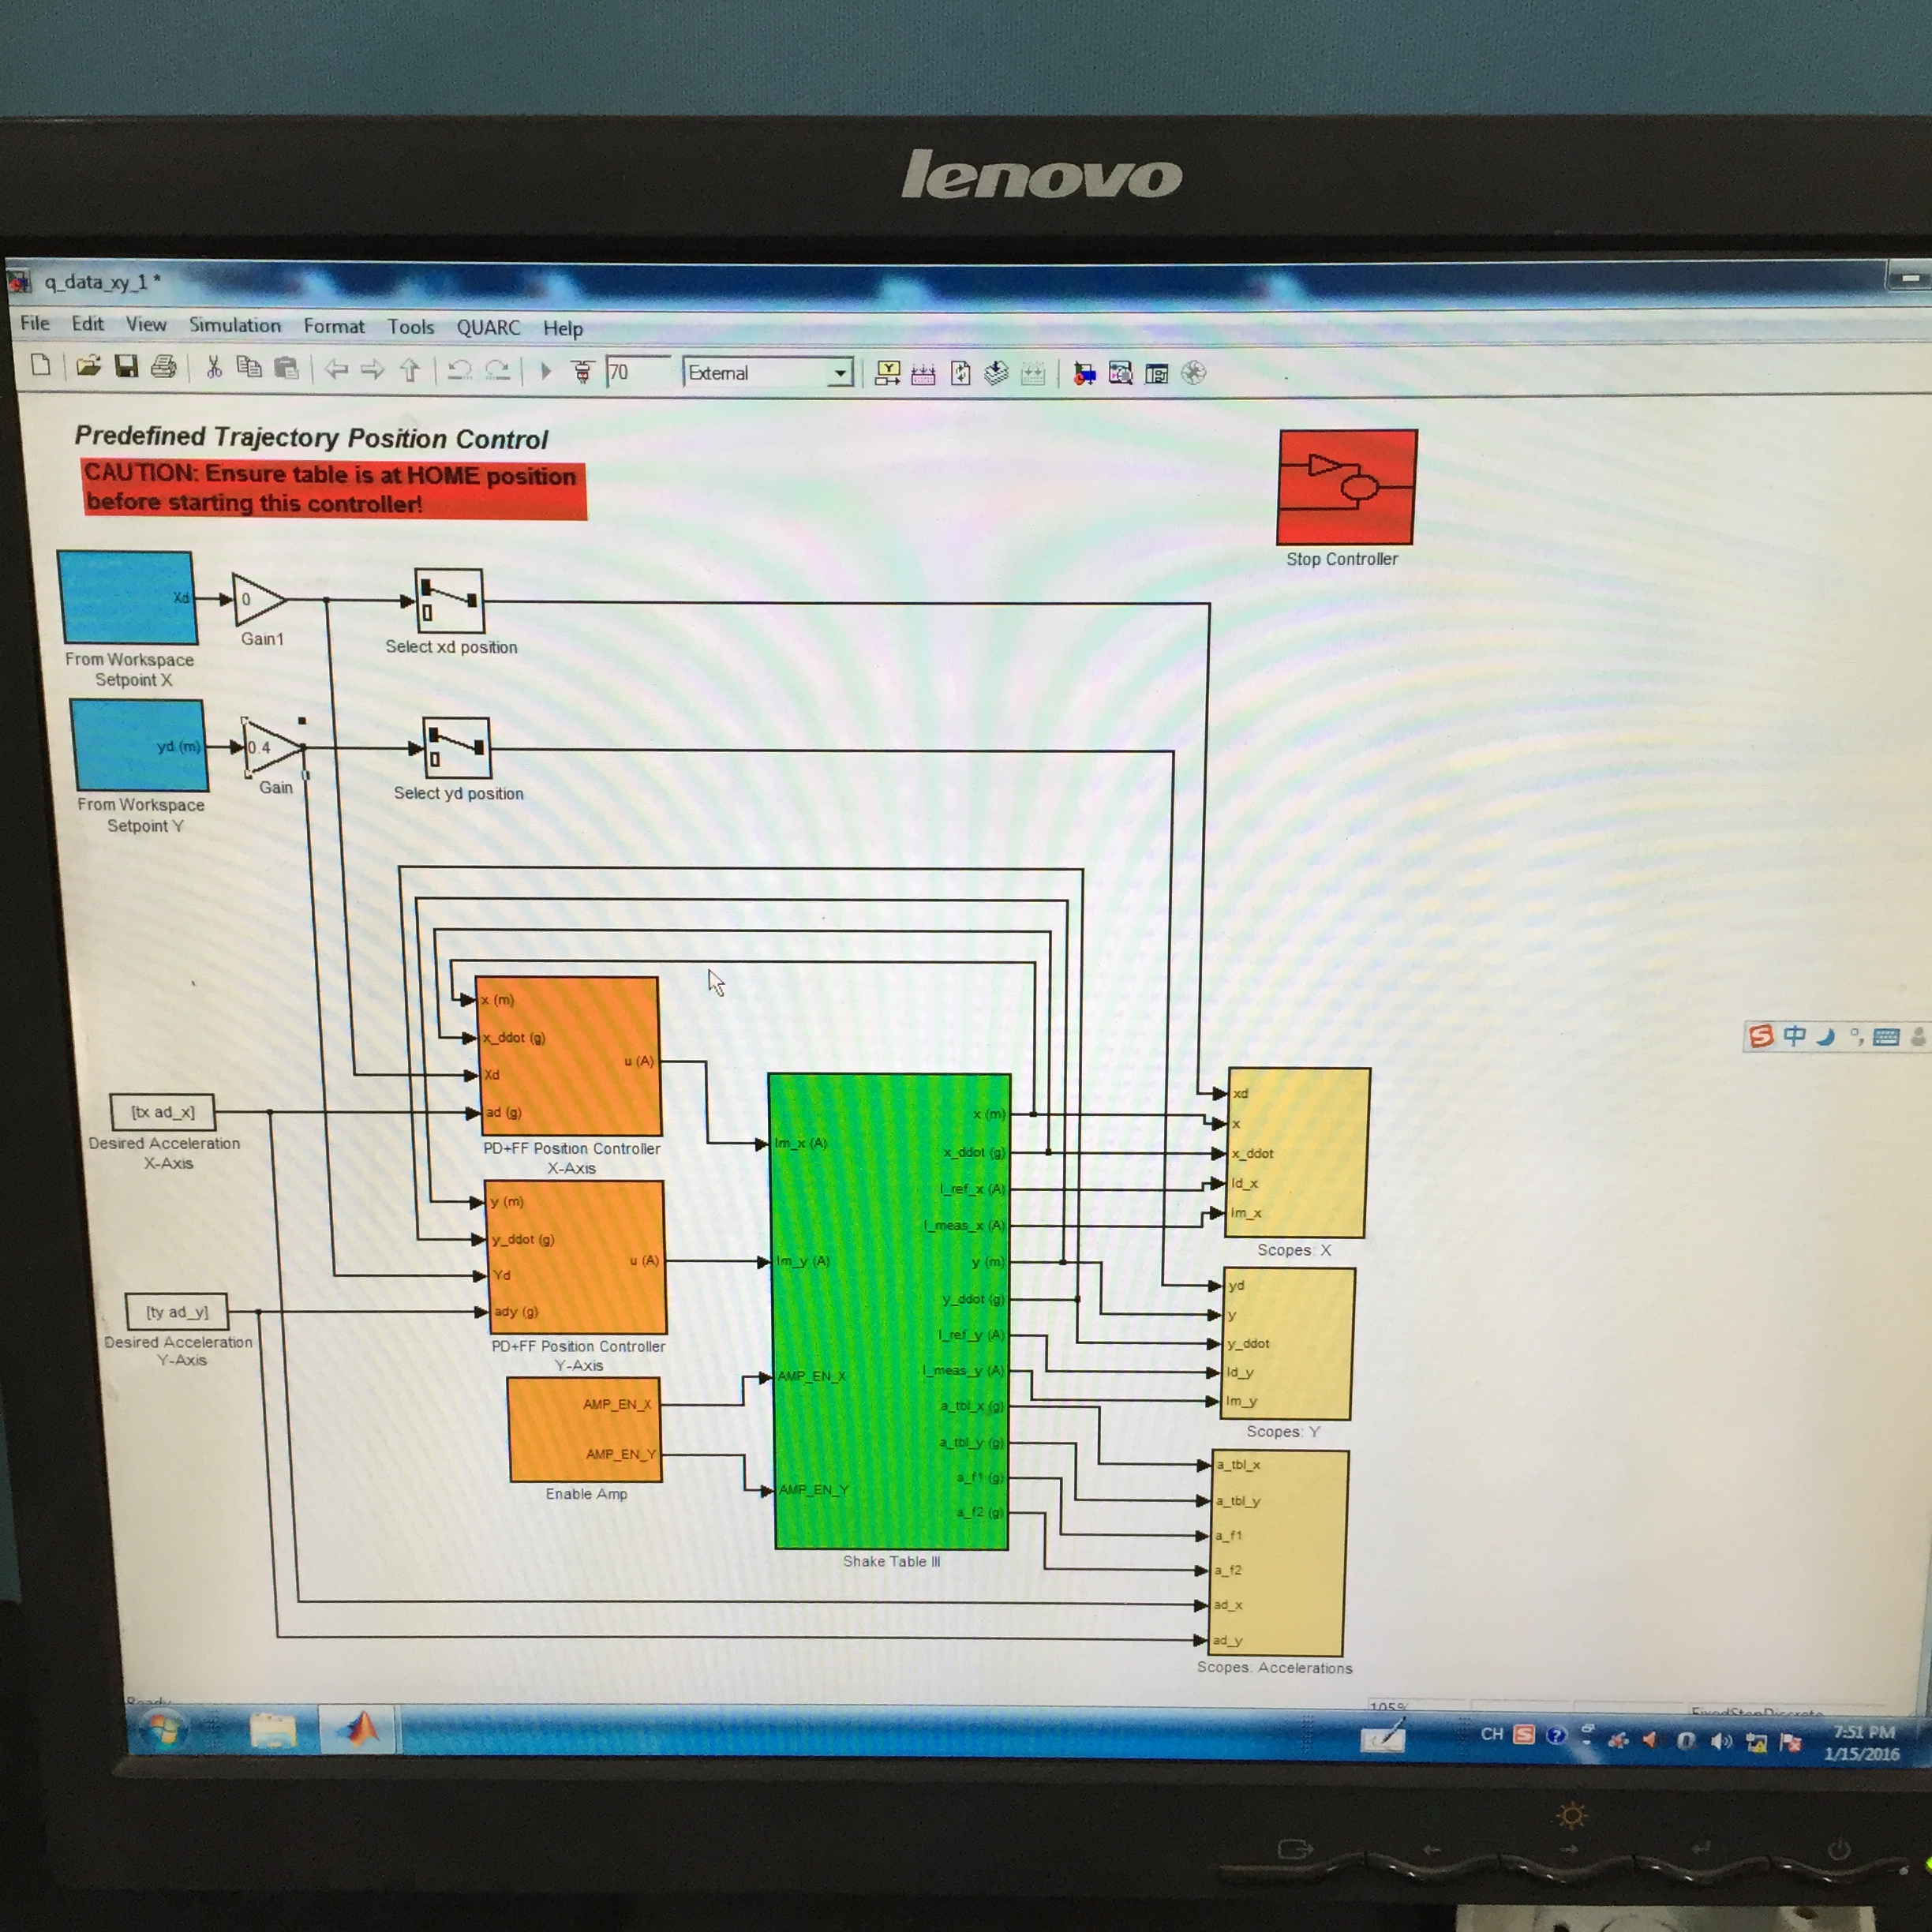 lenovo
q_data_xy_1 *
File Edit View Simulation Format Tools QUARC Help
70 External
Predefined Trajectory Position Control
CAUTION: Ensure table is at HOME position
before starting this controller!
Stop Controller
Xd
0
Gain1
Select xd position
From Workspace
Setpoint X
yd (m)
0.4
Gain
Select yd position
From Workspace
Setpoint Y
x (m)
x_ddot (g)
Xd
ad (g)
u (A)
PD+FF Position Controller
X-Axis
[tx ad_x]
Desired Acceleration
X-Axis
y (m)
y_ddot (g)
Yd
ady (g)
u (A)
PD+FF Position Controller
Y-Axis
[ty ad_y]
Desired Acceleration
Y-Axis
AMP_EN_X
AMP_EN_Y
Enable Amp
Im_x (A)
Im_y (A)
AMP_EN_X
AMP_EN_Y
x (m)
x_ddot (g)
I_ref_x (A)
I_meas_x (A)
y (m)
y_ddot (g)
I_ref_y (A)
I_meas_y (A)
a_tbl_x (g)
a_tbl_y (g)
a_f1 (g)
a_f2 (g)
Shake Table III
xd
x
x_ddot
Id_x
Im_x
Scopes: X
yd
y
y_ddot
Id_y
Im_y
Scopes: Y
a_tbl_x
a_tbl_y
a_f1
a_f2
ad_x
ad_y
Scopes: Accelerations
中
Ready
105%
FixedStepDiscrete
CH
7:51 PM
1/15/2016